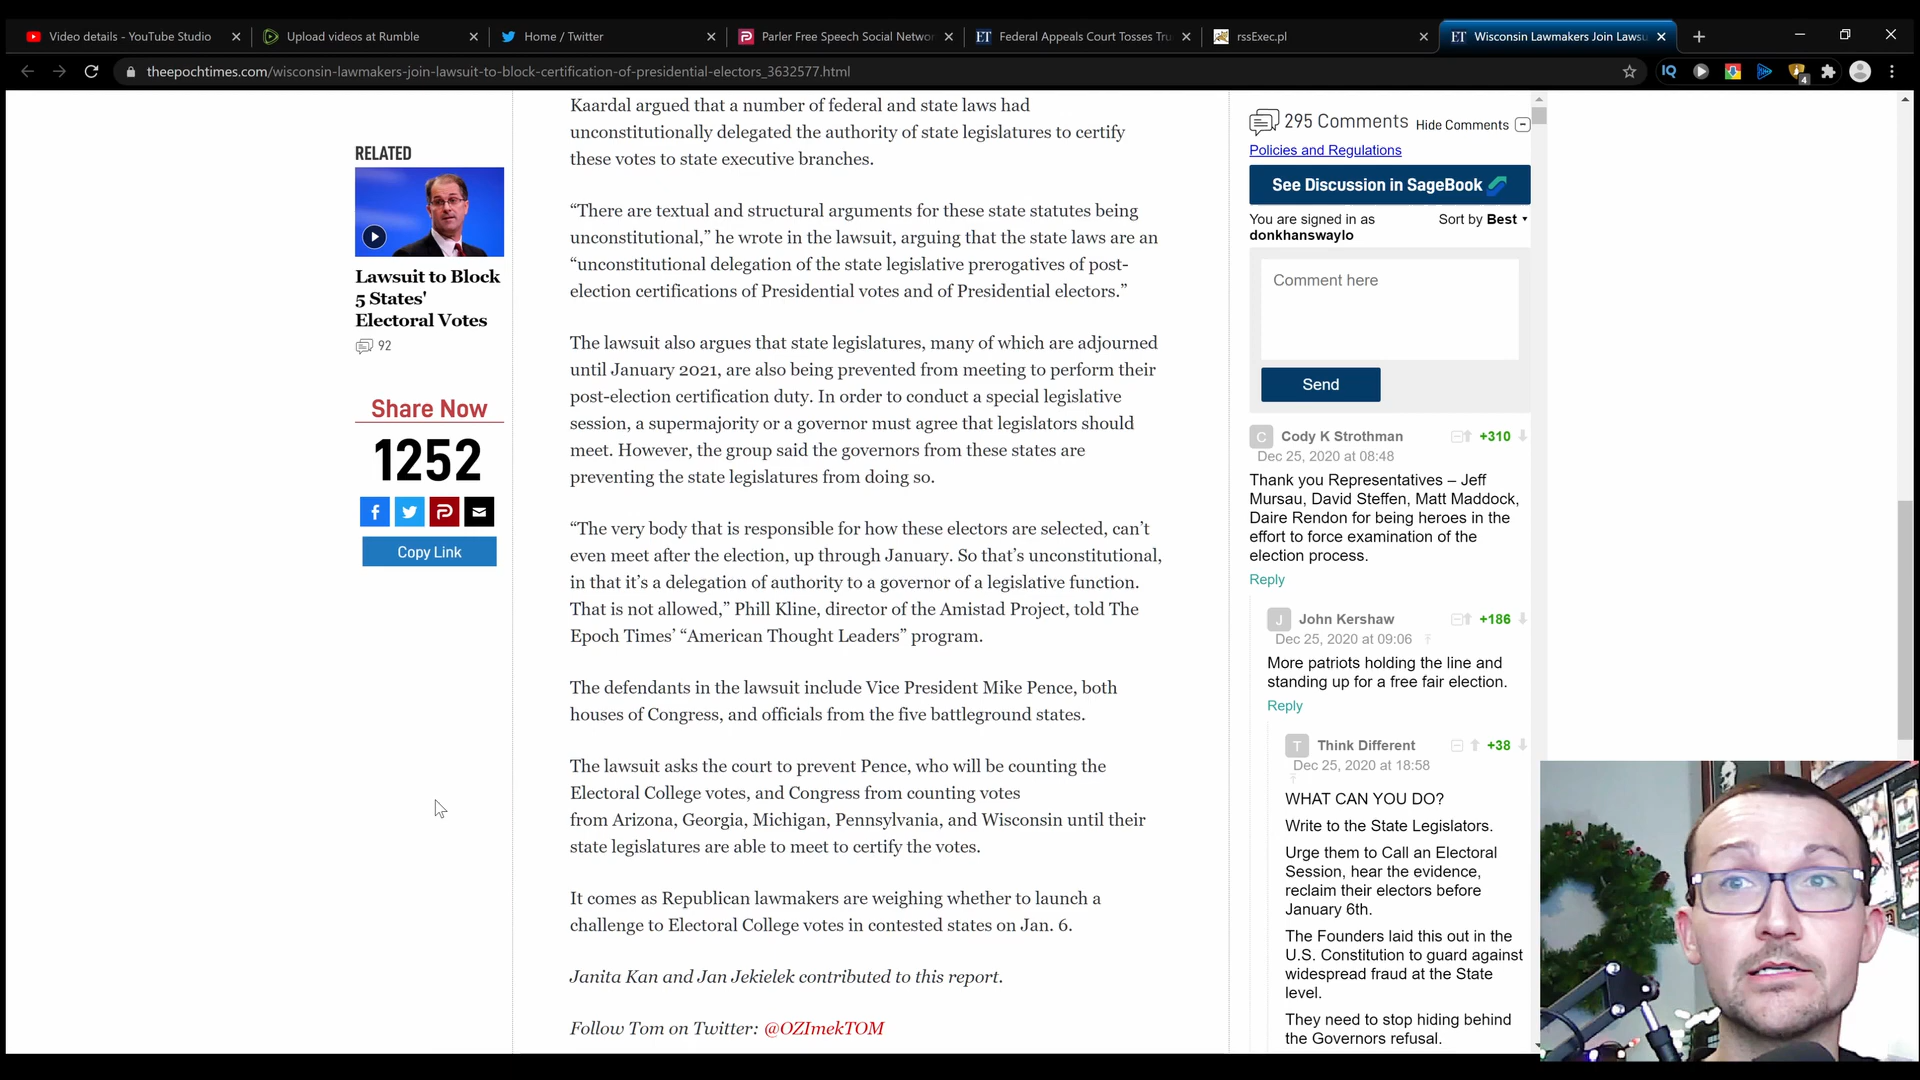 Video details - YouTube Studio
Upload videos at Rumble
Home / Twitter
Parler Free Speech Social Netwo
Federal Appeals Court Tosses Tru
rssExec.pl
Wisconsin Lawmakers Join Lawsu
theepochtimes.com/wisconsin-lawmakers-join-lawsuit-to-block-certification-of-presidential-electors_3632577.html
RELATED
Lawsuit to Block
5 States'
Electoral Votes
92
Share Now
1252
Copy Link
Kaardal argued that a number of federal and state laws had
unconstitutionally delegated the authority of state legislatures to certify
these votes to state executive branches.
“There are textual and structural arguments for these state statutes being
unconstitutional,” he wrote in the lawsuit, arguing that the state laws are an
“unconstitutional delegation of the state legislative prerogatives of post-
election certifications of Presidential votes and of Presidential electors.”
The lawsuit also argues that state legislatures, many of which are adjourned
until January 2021, are also being prevented from meeting to perform their
post-election certification duty. In order to conduct a special legislative
session, a supermajority or a governor must agree that legislators should
meet. However, the group said the governors from these states are
preventing the state legislatures from doing so.
“The very body that is responsible for how these electors are selected, can’t
even meet after the election, up through January. So that’s unconstitutional,
in that it’s a delegation of authority to a governor of a legislative function.
That is not allowed,” Phill Kline, director of the Amistad Project, told The
Epoch Times’ “American Thought Leaders” program.
The defendants in the lawsuit include Vice President Mike Pence, both
houses of Congress, and officials from the five battleground states.
The lawsuit asks the court to prevent Pence, who will be counting the
Electoral College votes, and Congress from counting votes
from Arizona, Georgia, Michigan, Pennsylvania, and Wisconsin until their
state legislatures are able to meet to certify the votes.
It comes as Republican lawmakers are weighing whether to launch a
challenge to Electoral College votes in contested states on Jan. 6.
Janita Kan and Jan Jekielek contributed to this report.
Follow Tom on Twitter: @OZImekTOM
295 Comments Hide Comments
Policies and Regulations
See Discussion in SageBook
You are signed in as
donkhanswaylo
Sort by Best
Comment here
Send
C Cody K Strothman +310
Dec 25, 2020 at 08:48
Thank you Representatives – Jeff
Mursau, David Steffen, Matt Maddock,
Daire Rendon for being heroes in the
effort to force examination of the
election process.
Reply
J John Kershaw +186
Dec 25, 2020 at 09:06
More patriots holding the line and
standing up for a free fair election.
Reply
T Think Different +38
Dec 25, 2020 at 18:58
WHAT CAN YOU DO?
Write to the State Legislators.
Urge them to Call an Electoral
Session, hear the evidence,
reclaim their electors before
January 6th.
The Founders laid this out in the
U.S. Constitution to guard against
widespread fraud at the State
level.
They need to stop hiding behind
the Governors refusal.